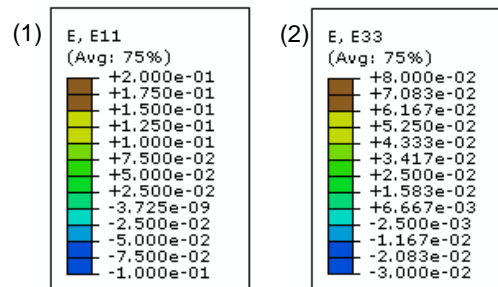 (1)
E, E11
(Avg: 75%)
+2.000e-01
+1.750e-01
+1.500e-01
+1.250e-01
+1.000e-01
+7.500e-02
+5.000e-02
+2.500e-02
-3.725e-09
-2.500e-02
-5.000e-02
-7.500e-02
-1.000e-01
(2)
E, E33
(Avg: 75%)
+8.000e-02
+7.083e-02
+6.167e-02
+5.250e-02
+4.333e-02
+3.417e-02
+2.500e-02
+1.583e-02
+6.667e-03
-2.500e-03
-1.167e-02
-2.083e-02
-3.000e-02